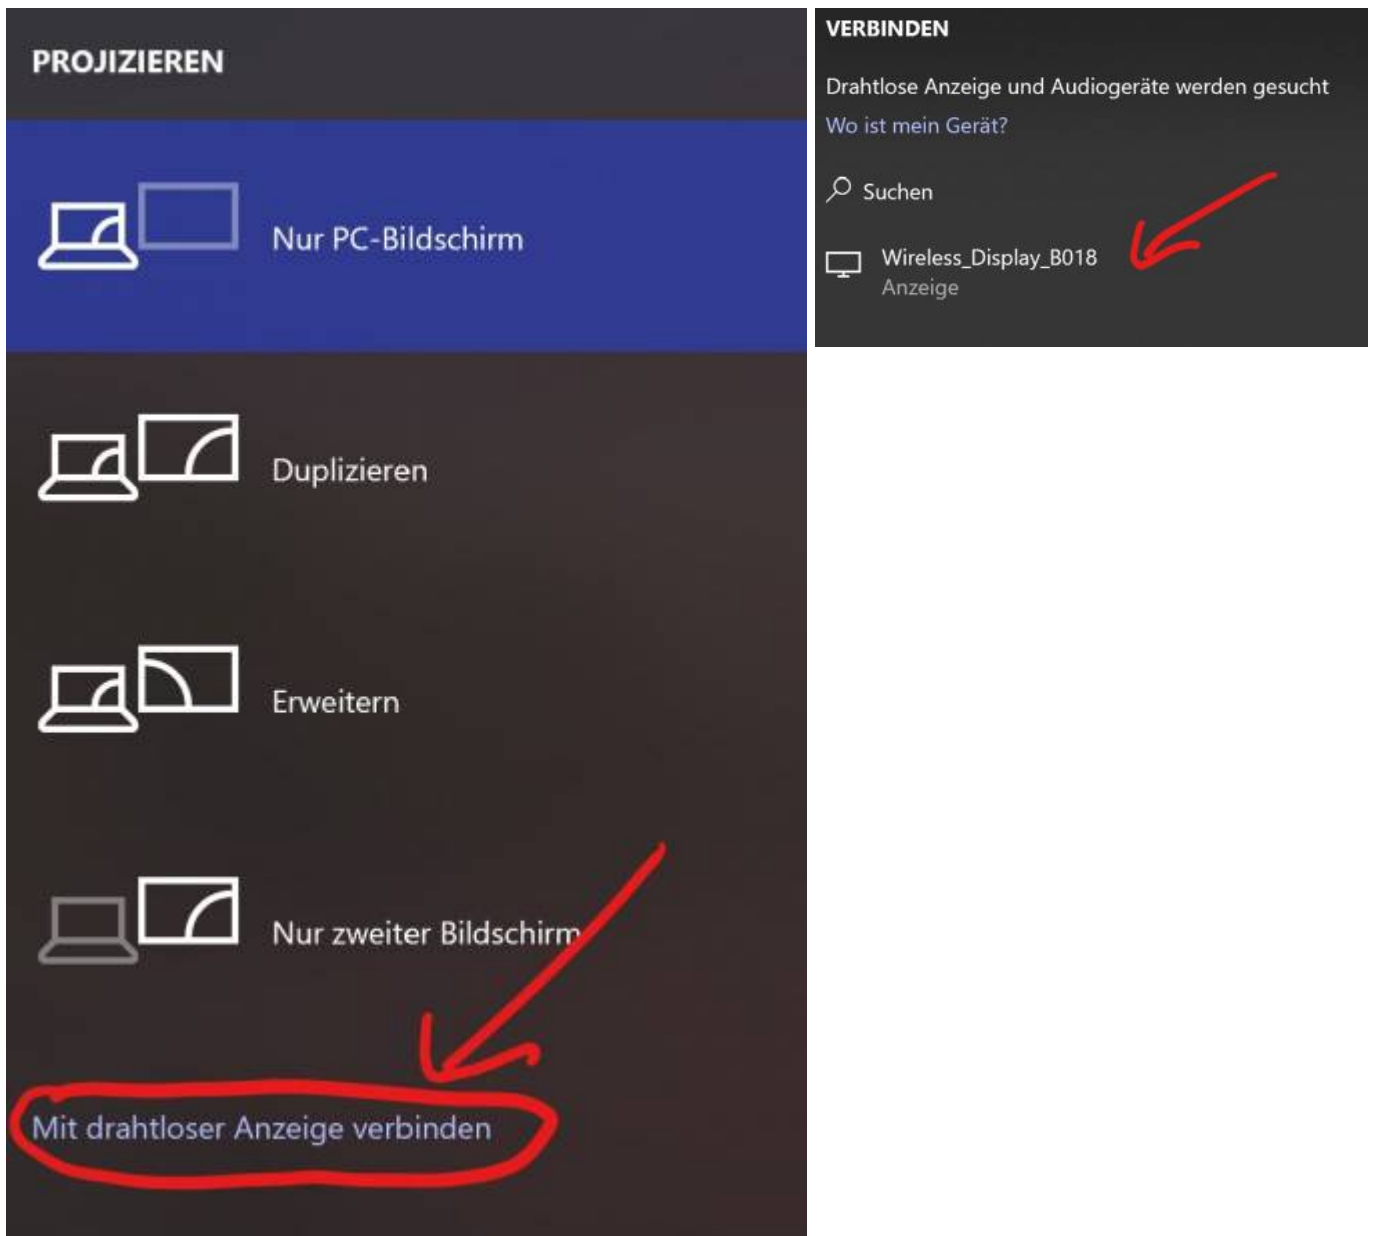 PROJIZIEREN
Nur PC-Bildschirm
Duplizieren
Erweitern
Nur zweiter Bildschirm
Mit drahtloser Anzeige verbinden
VERBINDEN
Drahtlose Anzeige und Audiogeräte werden gesucht
Wo ist mein Gerät?
Suchen
Wireless_Display_B018
Anzeige